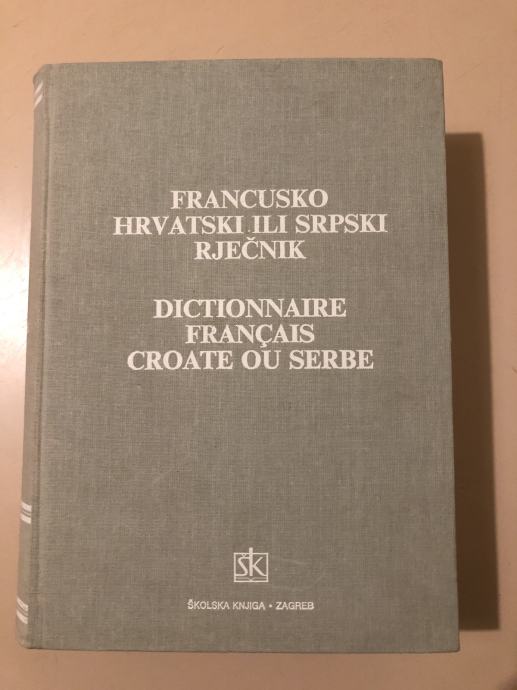 FRANCUSKO
HRVATSKI ILI SRPSKI
RJEČNIK
DICTIONNAIRE
FRANÇAIS
CROATE OU SERBE
ŠK
ŠKOLSKA KNJIGA • ZAGREB